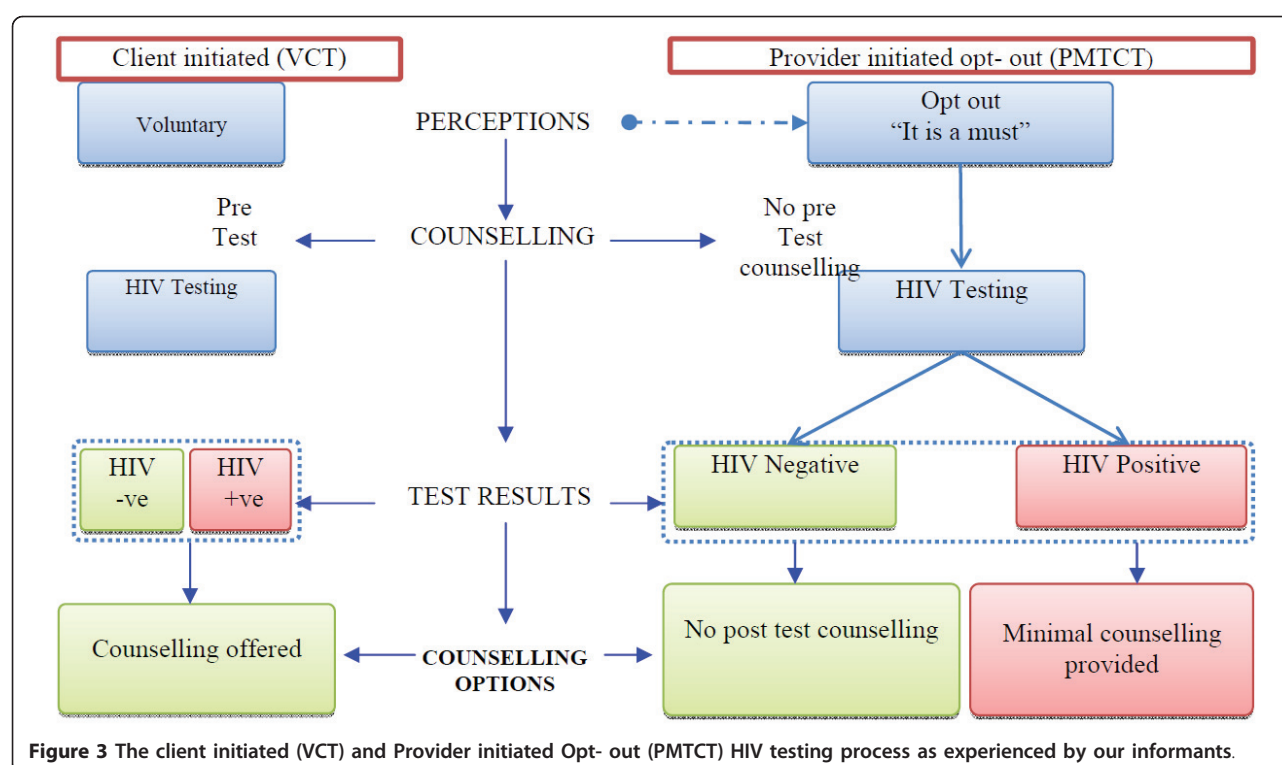 Client initiated (VCT)
Provider initiated opt- out (PMTCT)
Voluntary
PERCEPTIONS
Opt out
“It is a must”
Pre
Test
COUNSELLING
No pre
Test
counselling
HIV Testing
HIV Testing
HIV
-ve
HIV
+ve
TEST RESULTS
HIV Negative
HIV Positive
Counselling offered
COUNSELLING
OPTIONS
No post test counselling
Minimal counselling
provided
Figure 3 The client initiated (VCT) and Provider initiated Opt- out (PMTCT) HIV testing process as experienced by our informants.